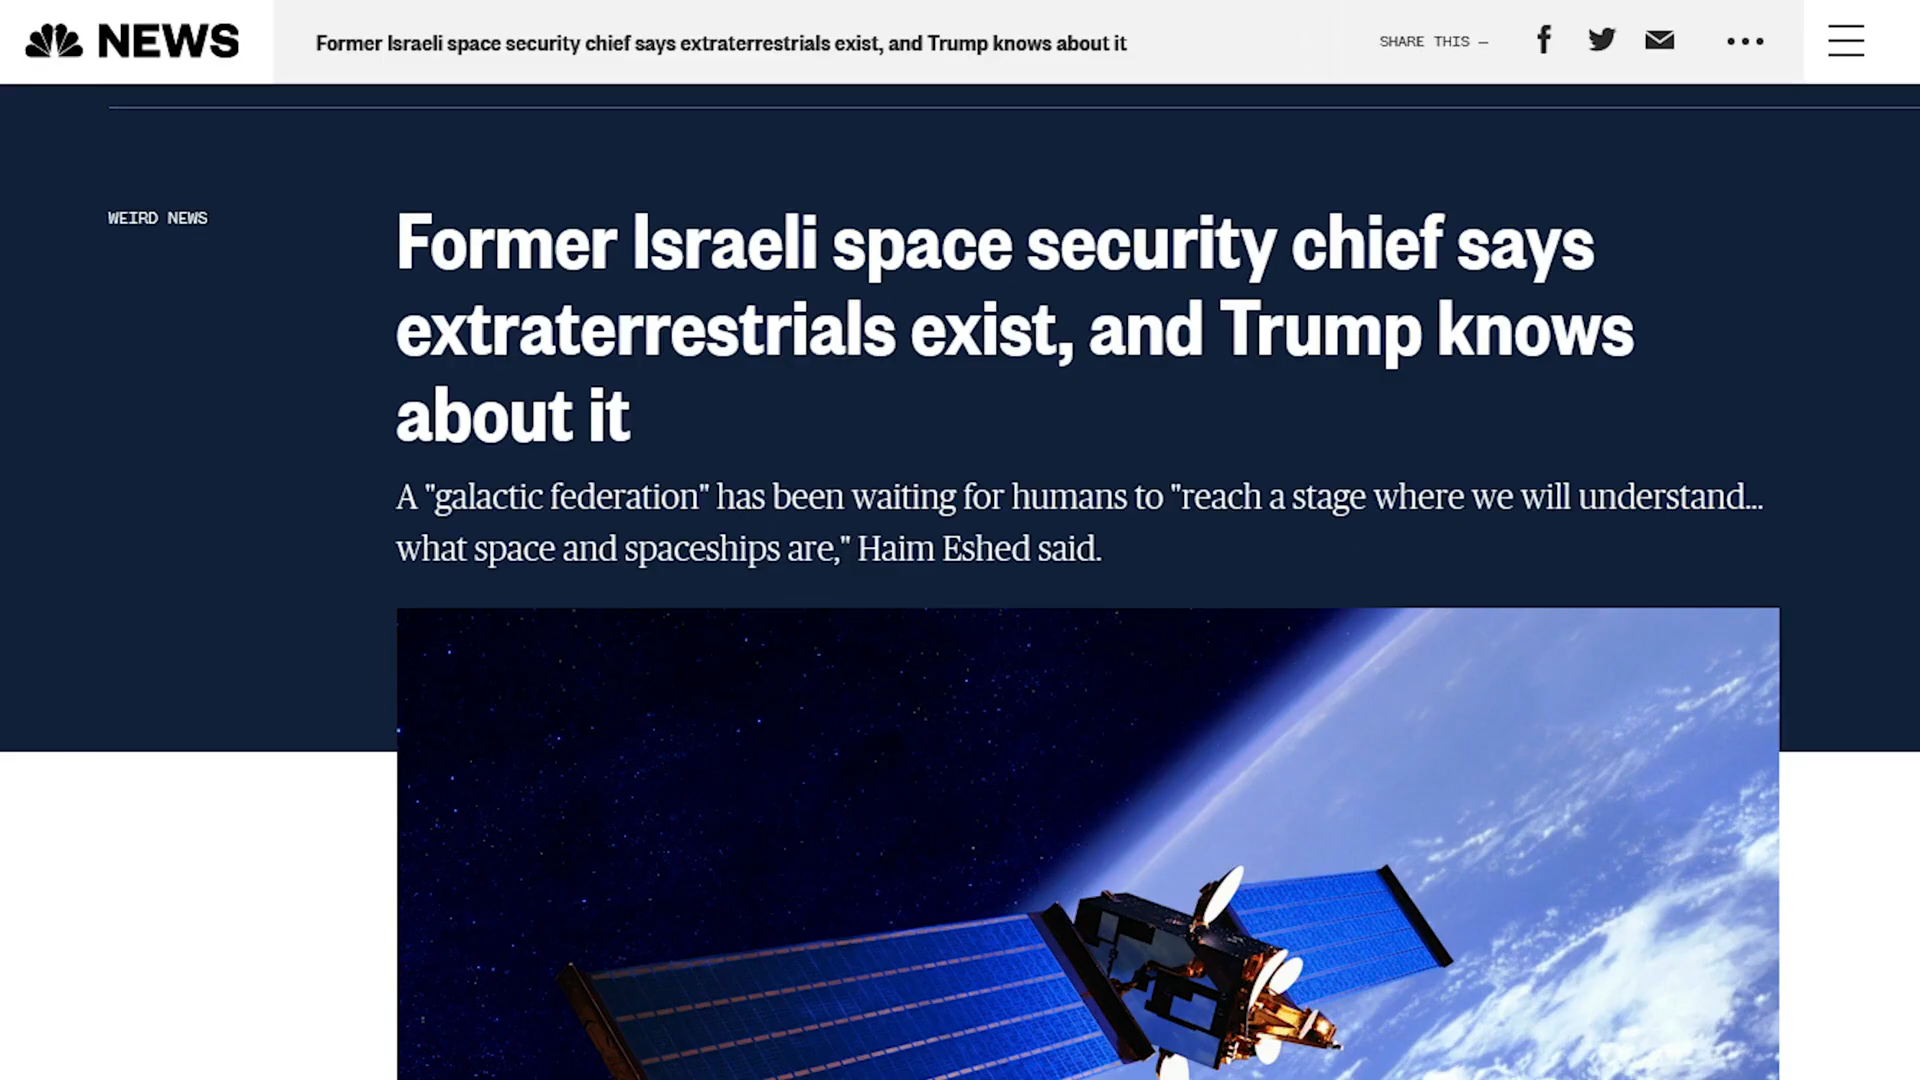 NEWS
Former Israeli space security chief says extraterrestrials exist, and Trump knows about it
SHARE THIS —
WEIRD NEWS
Former Israeli space security chief says
extraterrestrials exist, and Trump knows
about it
A "galactic federation" has been waiting for humans to "reach a stage where we will understand...
what space and spaceships are," Haim Eshed said.